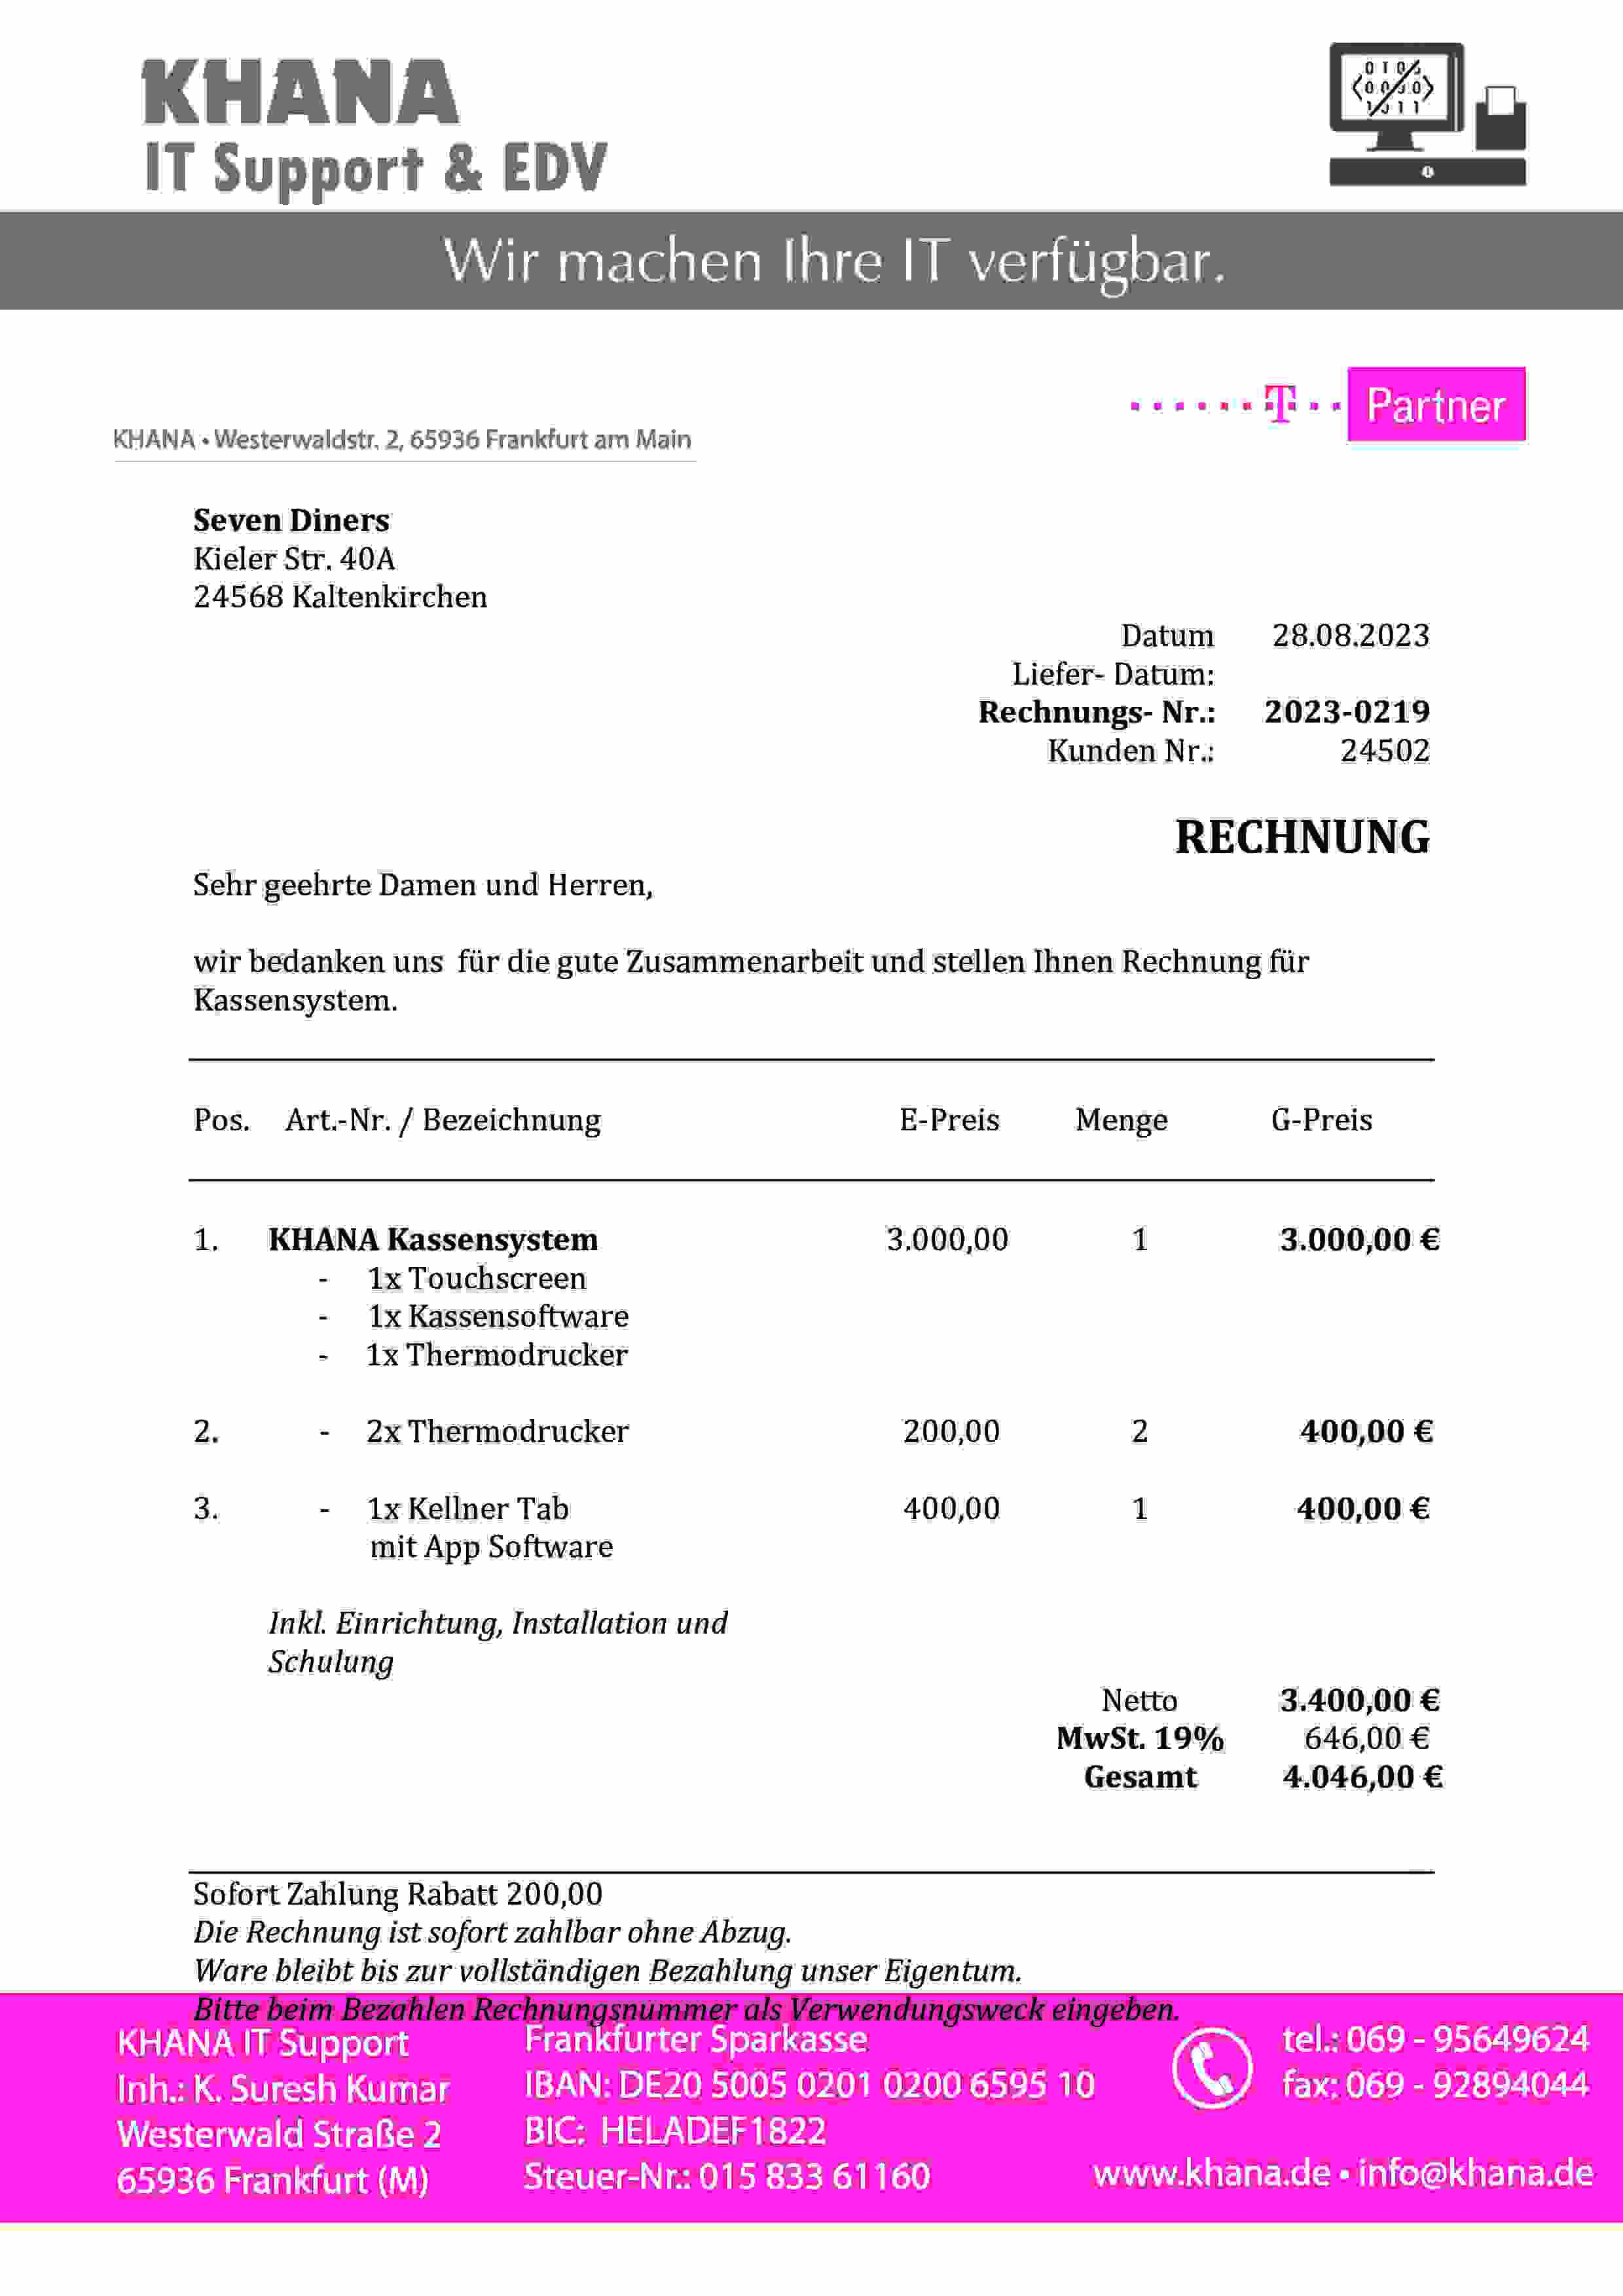 KHANA
IT Support & EDV
Wir machen Ihre IT verfügbar.
T Partner
KHANA • Westerwaldstr. 2, 65936 Frankfurt am Main
Seven Diners
Kieler Str. 40A
24568 Kaltenkirchen
Datum 28.08.2023
Liefer- Datum:
Rechnungs- Nr.: 2023-0219
Kunden Nr.: 24502
RECHNUNG
Sehr geehrte Damen und Herren,
wir bedanken uns für die gute Zusammenarbeit und stellen Ihnen Rechnung für
Kassensystem.
Pos. Art.-Nr. / Bezeichnung E-Preis Menge G-Preis
1. KHANA Kassensystem 3.000,00 1 3.000,00 €
- 1x Touchscreen
- 1x Kassensoftware
- 1x Thermodrucker
2. - 2x Thermodrucker 200,00 2 400,00 €
3. - 1x Kellner Tab 400,00 1 400,00 €
mit App Software
Inkl. Einrichtung, Installation und
Schulung
Netto 3.400,00 €
MwSt. 19% 646,00 €
Gesamt 4.046,00 €
Sofort Zahlung Rabatt 200,00
Die Rechnung ist sofort zahlbar ohne Abzug.
Ware bleibt bis zur vollständigen Bezahlung unser Eigentum.
Bitte beim Bezahlen Rechnungsnummer als Verwendungsweck eingeben.
KHANA IT Support
Inh.: K. Suresh Kumar
Westerwald Straße 2
65936 Frankfurt (M)
Frankfurter Sparkasse
IBAN: DE20 5005 0201 0200 6595 10
BIC: HELADEF1822
Steuer-Nr.: 015 833 61160
tel.: 069 - 95649624
fax: 069 - 92894044
www.khana.de • info@khana.de